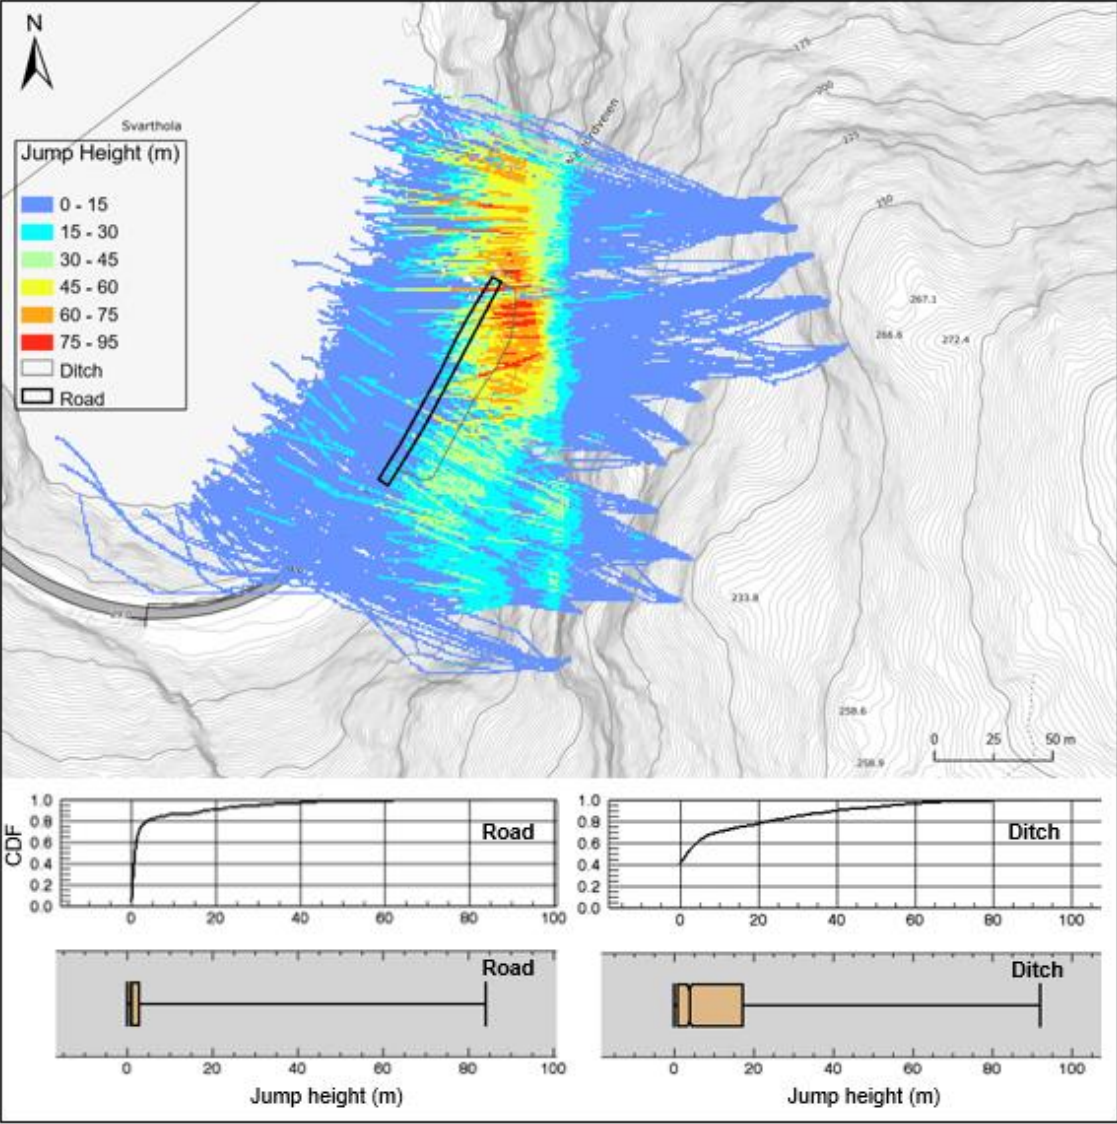 N
Svarthola
Jump Height (m)
0 - 15
15 - 30
30 - 45
45 - 60
60 - 75
75 - 95
Ditch
Road
175
200
225
250
267.1
266.6
272.4
233.8
258.6
258.9
0 25 50 m
CDF
1.0
0.8
0.6
0.4
0.2
0.0
Road
0 20 40 60 80 100
1.0
0.8
0.6
0.4
0.2
0.0
Ditch
0 20 40 60 80 100
Road
0 20 40 60 80 100
Jump height (m)
Ditch
0 20 40 60 80 100
Jump height (m)